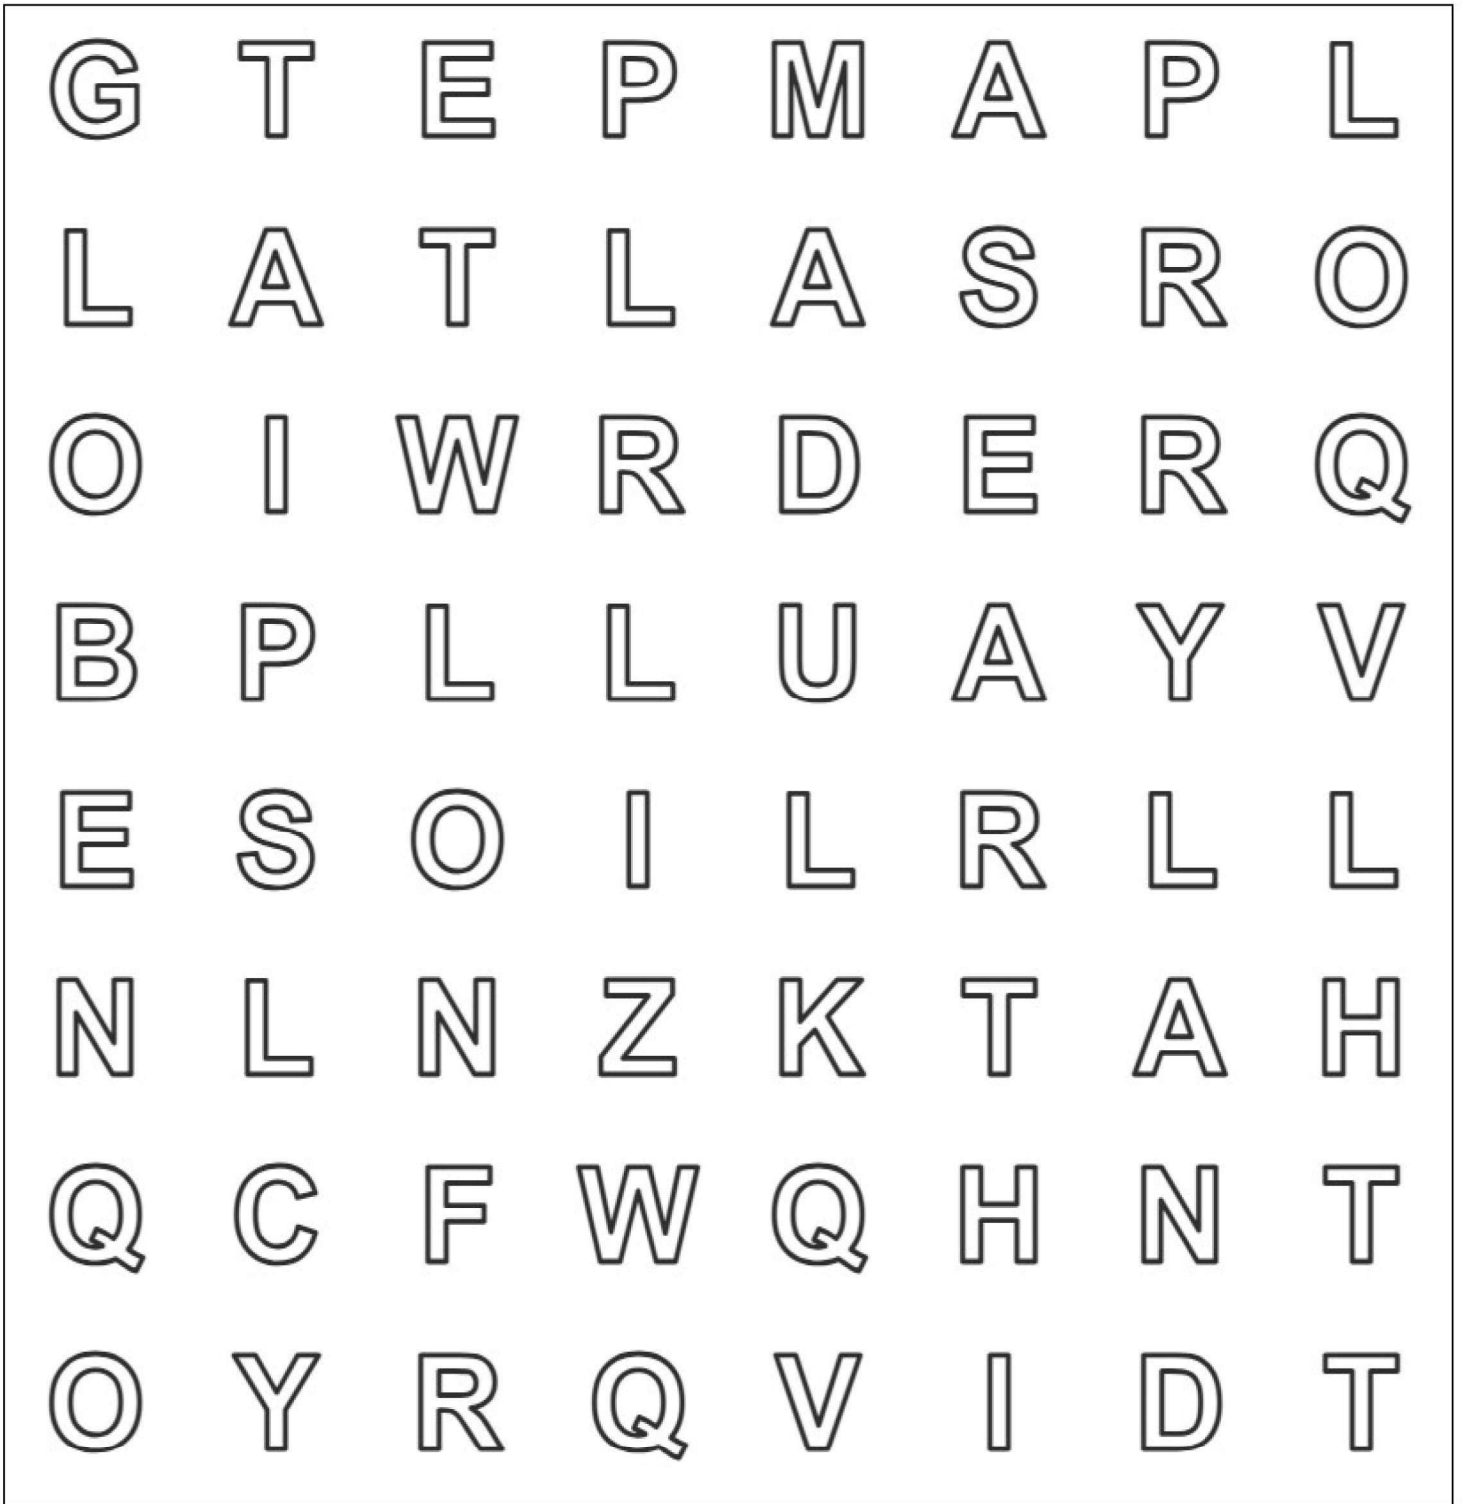 G T E P M A P L
L A T L A S R O
O I W R D E R Q
B P L L U A Y V
E S O I L R L L
N L N Z K T A H
Q C F W Q H N T
O Y R Q V I D T